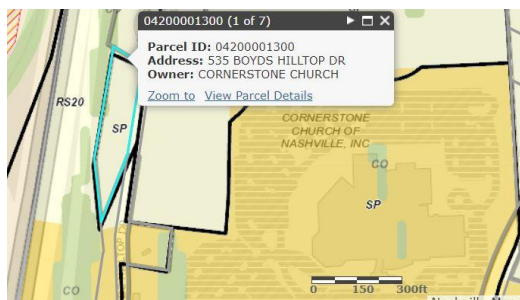 04200001300 (1 of 7)
Parcel ID: 04200001300
Address: 535 BOYDS HILLTOP DR
Owner: CORNERSTONE CHURCH
Zoom to View Parcel Details
CO
RS20
SP
CORNERSTONE
CHURCH OF
NASHVILLE, INC
CO
SP
CO
0 150 300ft